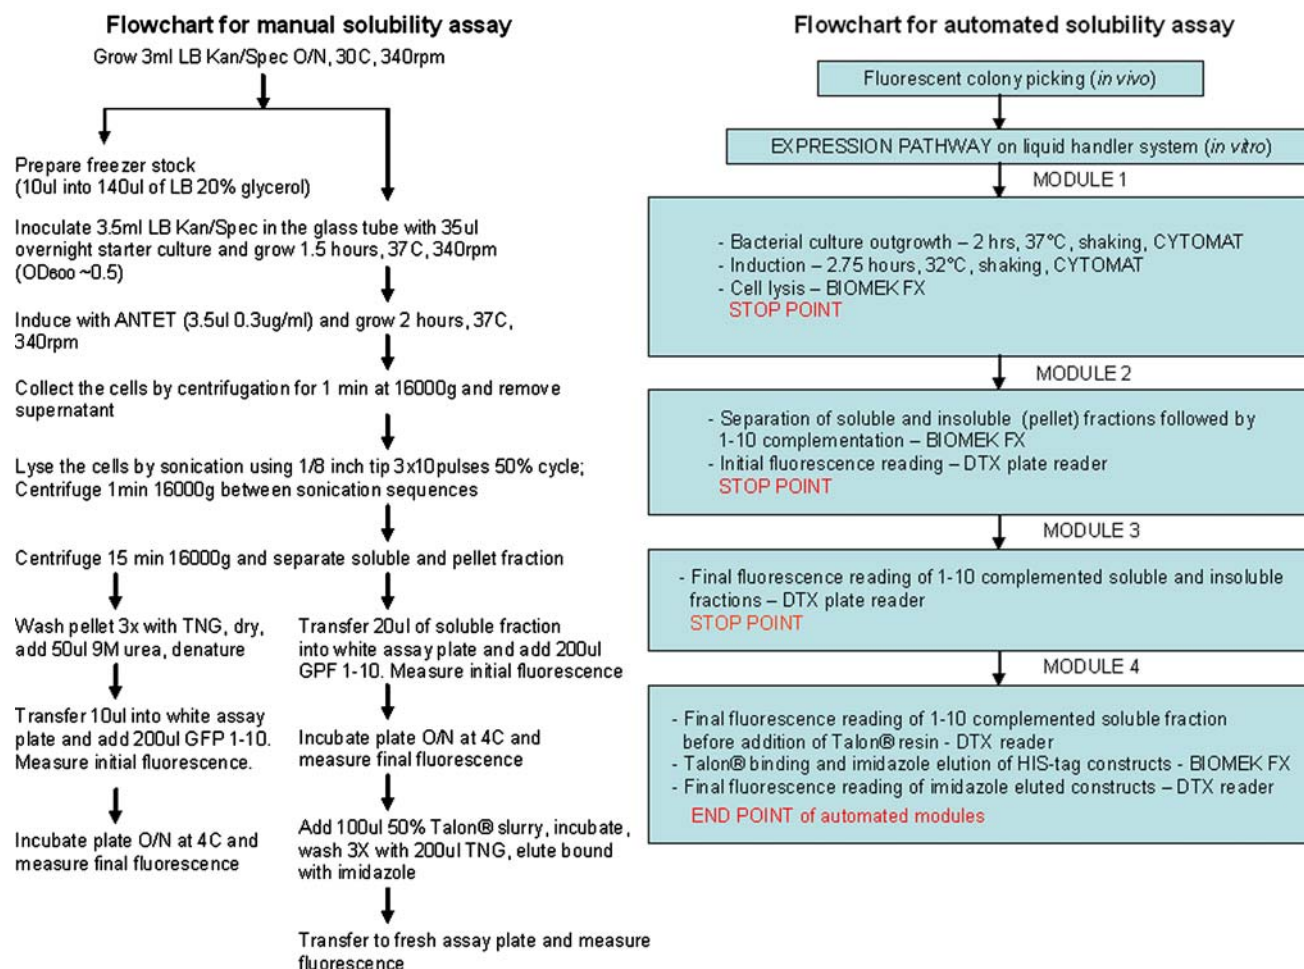 Flowchart for manual solubility assay
Grow 3ml LB Kan/Spec O/N, 30C, 340rpm
Prepare freezer stock
(10ul into 140ul of LB 20% glycerol)
Inoculate 3.5ml LB Kan/Spec in the glass tube with 35ul
overnight starter culture and grow 1.5 hours, 37C, 340rpm
(OD600 ~0.5)
Induce with ANTET (3.5ul 0.3ug/ml) and grow 2 hours, 37C,
340rpm
Collect the cells by centrifugation for 1 min at 16000g and remove
supernatant
Lyse the cells by sonication using 1/8 inch tip 3x10 pulses 50% cycle;
Centrifuge 1min 16000g between sonication sequences
Centrifuge 15 min 16000g and separate soluble and pellet fraction
Wash pellet 3x with TNG, dry,
add 50ul 9M urea, denature
Transfer 10ul into white assay
plate and add 200ul GFP 1-10.
Measure initial fluorescence.
Incubate plate O/N at 4C and
measure final fluorescence
Transfer 20ul of soluble fraction
into white assay plate and add 200ul
GPF 1-10. Measure initial fluorescence
Incubate plate O/N at 4C and
measure final fluorescence
Add 100ul 50% Talon® slurry, incubate,
wash 3X with 200ul TNG, elute bound
with imidazole
Transfer to fresh assay plate and measure
fluorescence
Flowchart for automated solubility assay
Fluorescent colony picking (in vivo)
EXPRESSION PATHWAY on liquid handler system (in vitro)
MODULE 1
- Bacterial culture outgrowth – 2 hrs, 37°C, shaking, CYTOMAT
- Induction – 2.75 hours, 32°C, shaking, CYTOMAT
- Cell lysis – BIOMEK FX
STOP POINT
MODULE 2
- Separation of soluble and insoluble (pellet) fractions followed by
1-10 complementation – BIOMEK FX
- Initial fluorescence reading – DTX plate reader
STOP POINT
MODULE 3
- Final fluorescence reading of 1-10 complemented soluble and insoluble
fractions – DTX plate reader
STOP POINT
MODULE 4
- Final fluorescence reading of 1-10 complemented soluble fraction
before addition of Talon® resin - DTX reader
- Talon® binding and imidazole elution of HIS-tag constructs - BIOMEK FX
- Final fluorescence reading of imidazole eluted constructs – DTX reader
END POINT of automated modules